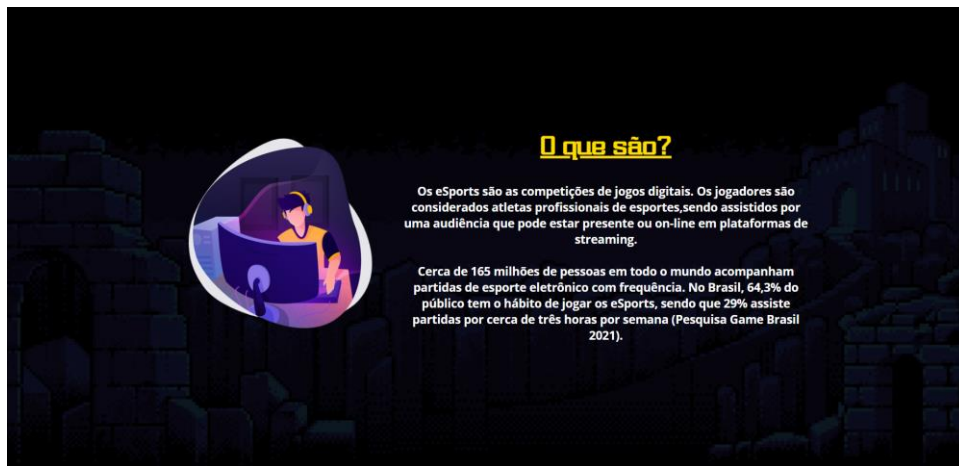 O que são?
Os eSports são as competições de jogos digitais. Os jogadores são
considerados atletas profissionais de esportes,sendo assistidos por
uma audiência que pode estar presente ou on-line em plataformas de
streaming.
Cerca de 165 milhões de pessoas em todo o mundo acompanham
partidas de esporte eletrônico com frequência. No Brasil, 64,3% do
público tem o hábito de jogar os eSports, sendo que 29% assiste
partidas por cerca de três horas por semana (Pesquisa Game Brasil
2021).